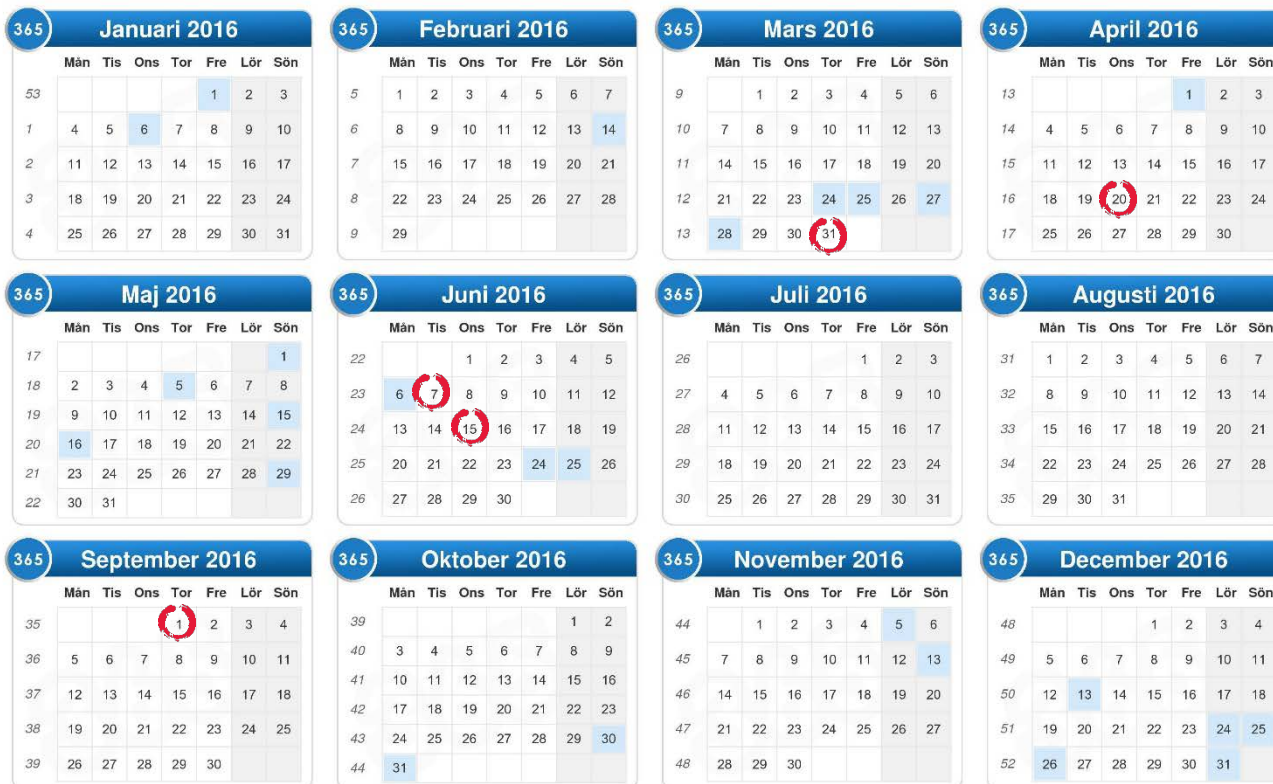 365 Januari 2016
Mån Tis Ons Tor Fre Lör Sön
53 1 2 3
1 4 5 6 7 8 9 10
2 11 12 13 14 15 16 17
3 18 19 20 21 22 23 24
4 25 26 27 28 29 30 31
365 Februari 2016
Mån Tis Ons Tor Fre Lör Sön
5 1 2 3 4 5 6 7
6 8 9 10 11 12 13 14
7 15 16 17 18 19 20 21
8 22 23 24 25 26 27 28
9 29
365 Mars 2016
Mån Tis Ons Tor Fre Lör Sön
9 1 2 3 4 5 6
10 7 8 9 10 11 12 13
11 14 15 16 17 18 19 20
12 21 22 23 24 25 26 27
13 28 29 30 31
365 April 2016
Mån Tis Ons Tor Fre Lör Sön
13 1 2 3
14 4 5 6 7 8 9 10
15 11 12 13 14 15 16 17
16 18 19 20 21 22 23 24
17 25 26 27 28 29 30
365 Maj 2016
Mån Tis Ons Tor Fre Lör Sön
17 1
18 2 3 4 5 6 7 8
19 9 10 11 12 13 14 15
20 16 17 18 19 20 21 22
21 23 24 25 26 27 28 29
22 30 31
365 Juni 2016
Mån Tis Ons Tor Fre Lör Sön
22 1 2 3 4 5
23 6 7 8 9 10 11 12
24 13 14 15 16 17 18 19
25 20 21 22 23 24 25 26
26 27 28 29 30
365 Juli 2016
Mån Tis Ons Tor Fre Lör Sön
26 1 2 3
27 4 5 6 7 8 9 10
28 11 12 13 14 15 16 17
29 18 19 20 21 22 23 24
30 25 26 27 28 29 30 31
365 Augusti 2016
Mån Tis Ons Tor Fre Lör Sön
31 1 2 3 4 5 6 7
32 8 9 10 11 12 13 14
33 15 16 17 18 19 20 21
34 22 23 24 25 26 27 28
35 29 30 31
365 September 2016
Mån Tis Ons Tor Fre Lör Sön
35 1 2 3 4
36 5 6 7 8 9 10 11
37 12 13 14 15 16 17 18
38 19 20 21 22 23 24 25
39 26 27 28 29 30
365 Oktober 2016
Mån Tis Ons Tor Fre Lör Sön
39 1 2
40 3 4 5 6 7 8 9
41 10 11 12 13 14 15 16
42 17 18 19 20 21 22 23
43 24 25 26 27 28 29 30
44 31
365 November 2016
Mån Tis Ons Tor Fre Lör Sön
44 1 2 3 4 5 6
45 7 8 9 10 11 12 13
46 14 15 16 17 18 19 20
47 21 22 23 24 25 26 27
48 28 29 30
365 December 2016
Mån Tis Ons Tor Fre Lör Sön
48 1 2 3 4
49 5 6 7 8 9 10 11
50 12 13 14 15 16 17 18
51 19 20 21 22 23 24 25
52 26 27 28 29 30 31